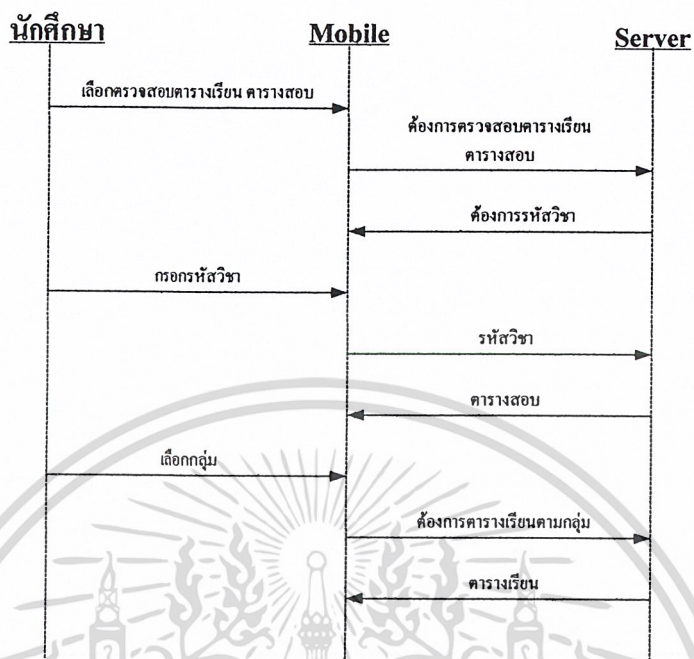 นักศึกษา
Mobile
Server
เลือกตรวจสอบตารางเรียน ตารางสอบ
ต้องการตรวจสอบตารางเรียน
ตารางสอบ
ต้องการรหัสวิชา
กรอกรหัสวิชา
รหัสวิชา
ตารางสอบ
เลือกกลุ่ม
ต้องการตารางเรียนตามกลุ่ม
ตารางเรียน